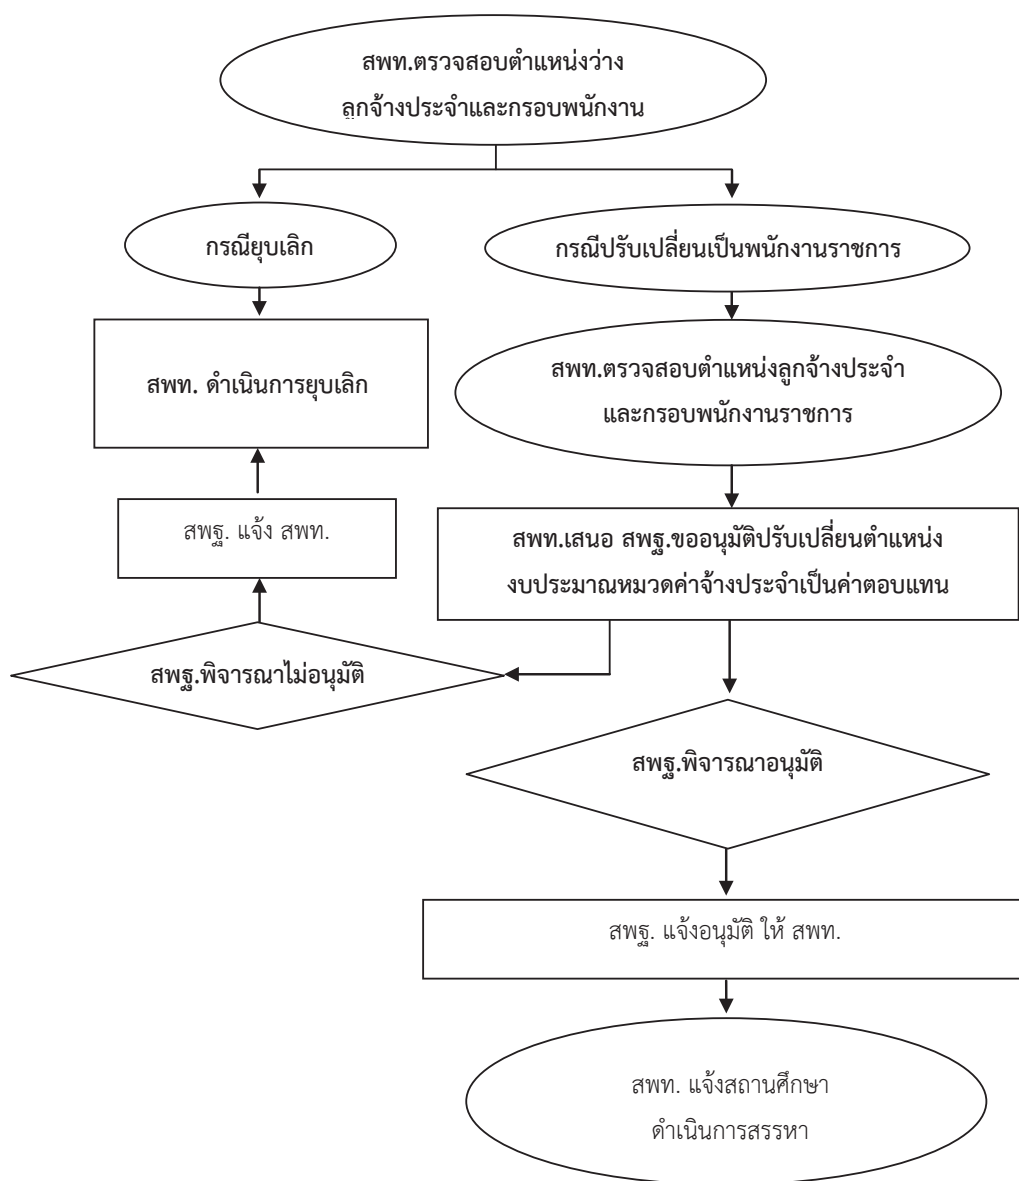 สพท.ตรวจสอบตำแหน่งว่าง
ลูกจ้างประจำและกรอบพนักงาน
กรณียุบเลิก
กรณีปรับเปลี่ยนเป็นพนักงานราชการ
สพท. ดำเนินการยุบเลิก
สพท.ตรวจสอบตำแหน่งลูกจ้างประจำ
และกรอบพนักงานราชการ
สพฐ. แจ้ง สพท.
สพท.เสนอ สพฐ.ขออนุมัติปรับเปลี่ยนตำแหน่ง
งบประมาณหมวดค่าจ้างประจำเป็นค่าตอบแทน
สพฐ.พิจารณาไม่อนุมัติ
สพฐ.พิจารณาอนุมัติ
สพฐ. แจ้งอนุมัติ ให้ สพท.
สพท. แจ้งสถานศึกษา
ดำเนินการสรรหา